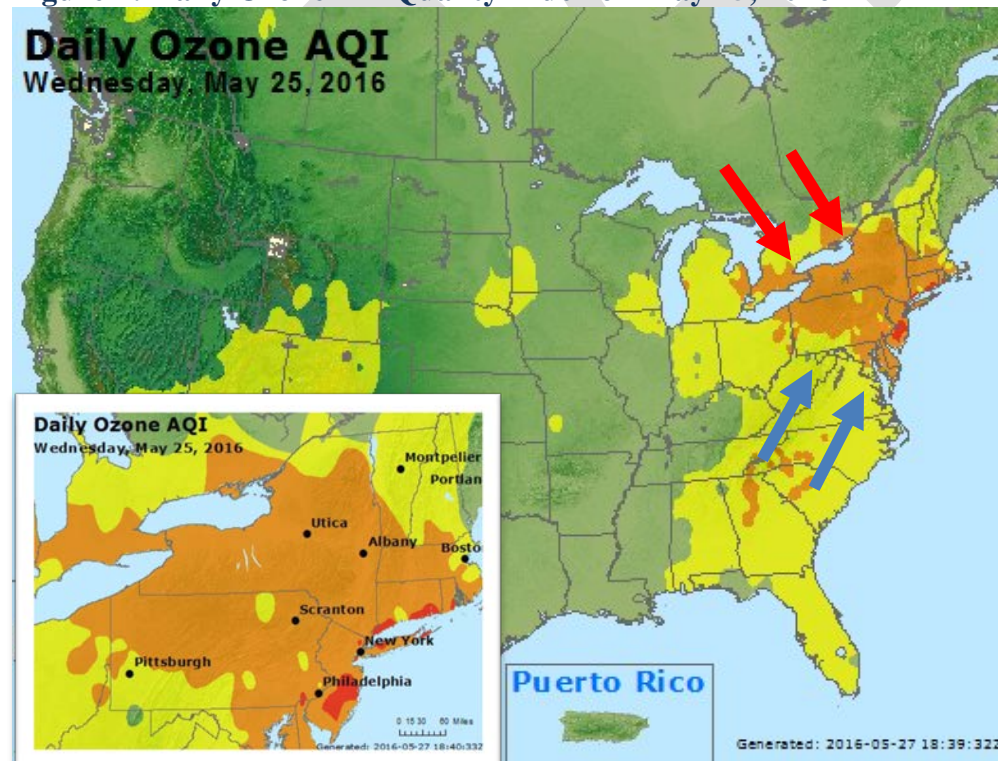 Daily Ozone AQI
Wednesday, May 25, 2016
Daily Ozone AQI
Wednesday, May 25, 2016
Montpelier
Portlan
Utica
Albany
Bosto
Scranton
New York
Pittsburgh
Philadelphia
0 15 30 60 Miles
Generated: 2016-05-27 18:40:33Z
Puerto Rico
Generated: 2016-05-27 18:39:32Z